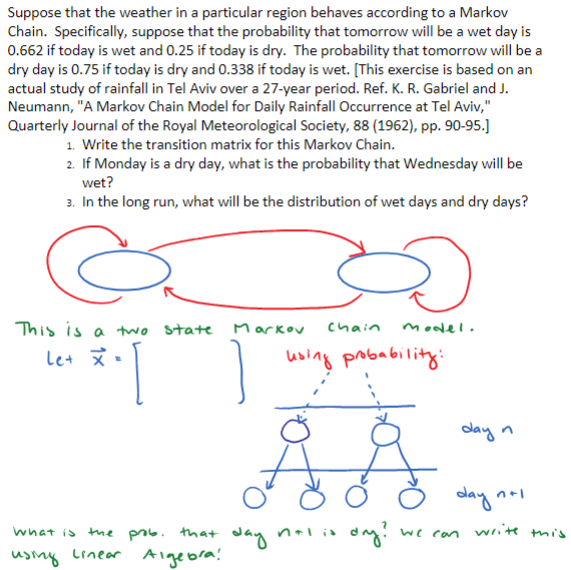 Suppose that the weather in a particular region behaves according to a Markov
Chain.  Specifically, suppose that the probability that tomorrow will be a wet day is
0.662 if today is wet and 0.25 if today is dry.  The probability that tomorrow will be a
dry day is 0.75 if today is dry and 0.338 if today is wet. [This exercise is based on an
actual study of rainfall in Tel Aviv over a 27-year period. Ref. K. R. Gabriel and J.
Neumann, "A Markov Chain Model for Daily Rainfall Occurrence at Tel Aviv,"
Quarterly Journal of the Royal Meteorological Society, 88 (1962), pp. 90-95.]
1. Write the transition matrix for this Markov Chain.
2. If Monday is a dry day, what is the probability that Wednesday will be
wet?
3. In the long run, what will be the distribution of wet days and dry days?
This is a two state Markov Chain model.
Let x⃗ = [ ]
using probability:
day n
day n+1
What is the prob. that day n+1 is dry? We can write this
using Linear Algebra!